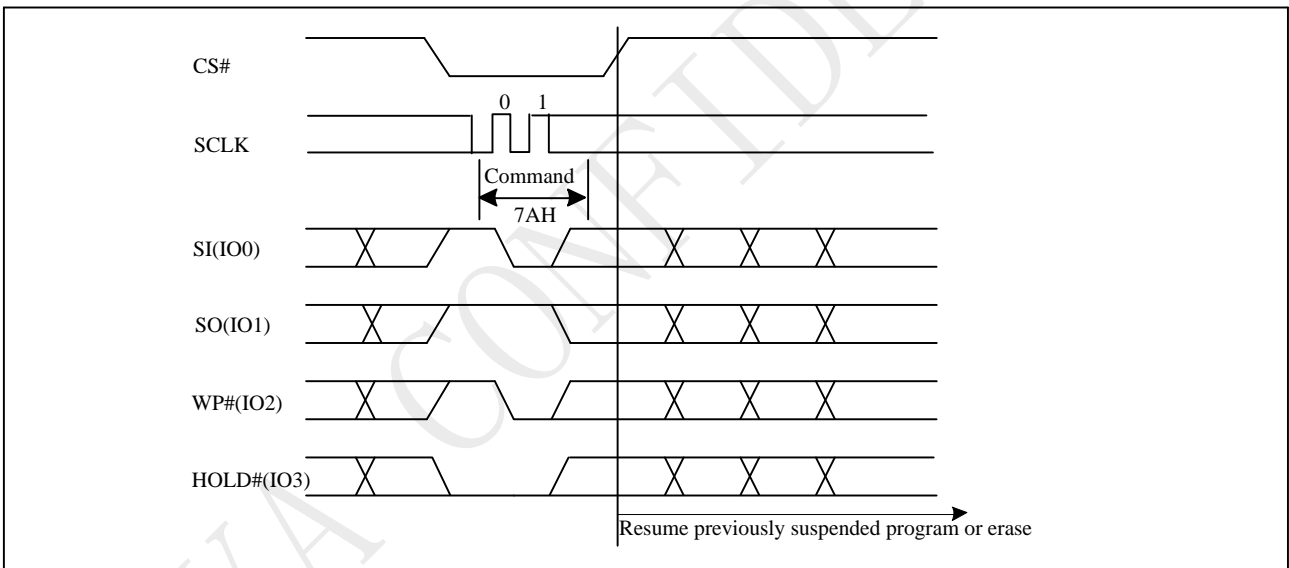 CS#
0 1
SCLK
Command
7AH
SI(IO0)
SO(IO1)
WP#(IO2)
HOLD#(IO3)
Resume previously suspended program or erase